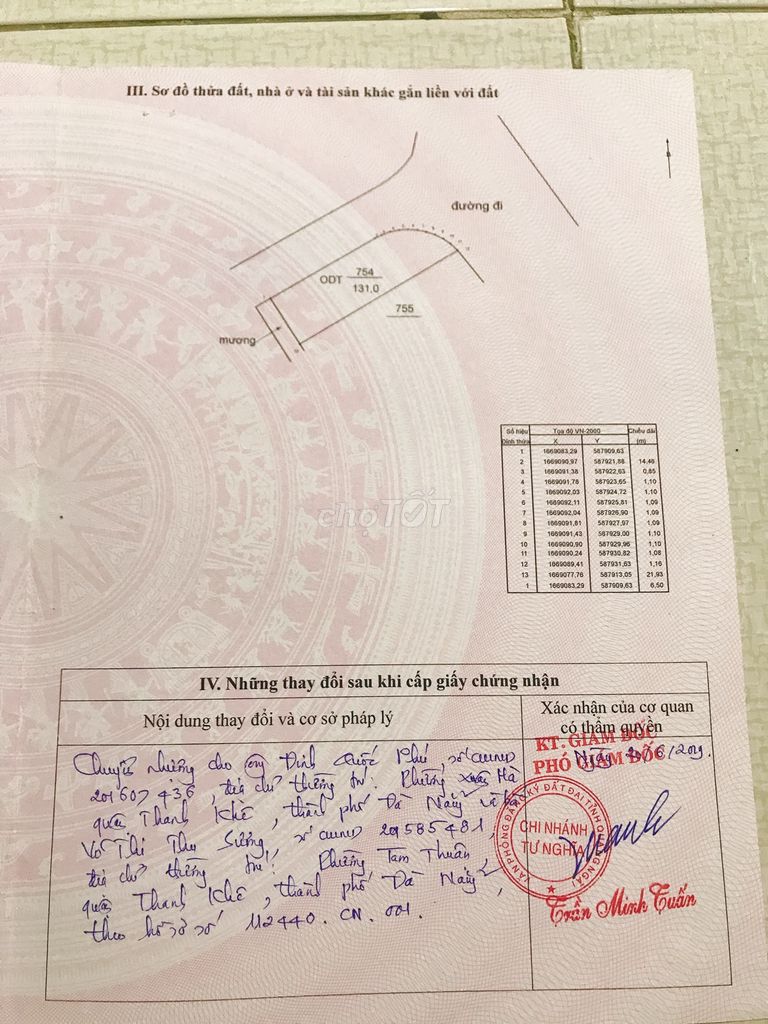 III. Sơ đồ thửa đất, nhà ở và tài sản khác gắn liền với đất
đường đi
ODT 754
131,0
755
mương
chợTỐT
Số hiệu Đỉnh thửa Tọa độ VN-2000 Chiều dài (m)
X Y
1 1669083,29 587909,63
2 1669090,97 587921,88 14,46
3 1669091,38 587922,63 0,85
4 1669091,78 587923,65 1,10
5 1669092,03 587924,72 1,10
6 1669092,11 587925,81 1,09
7 1669092,04 587926,90 1,09
8 1669091,81 587927,97 1,09
9 1669091,43 587929,00 1,10
10 1669090,90 587929,96 1,10
11 1669090,24 587930,82 1,08
12 1669089,41 587931,63 1,16
13 1669077,76 587913,05 21,93
1 1669083,29 587909,63 6,50
IV. Những thay đổi sau khi cấp giấy chứng nhận
Nội dung thay đổi và cơ sở pháp lý
Xác nhận của cơ quan
có thẩm quyền
Chuyển nhượng cho ông Đinh Quốc Phú, số CMND
201607436, địa chỉ thường trú: Phường Xuân Hà
quận Thanh Khê, thành phố Đà Nẵng và bà
Võ Thị Thu Sương, số CMND 201585481,
địa chỉ thường trú: Phường Tam Thuận,
quận Thanh Khê, thành phố Đà Nẵng,
theo hồ sơ số 112440.CN.001.
KT. GIÁM ĐỐC
PHÓ GIÁM ĐỐC
VĂN PHÒNG ĐĂNG KÝ ĐẤT ĐAI TỈNH QUẢNG NGÃI
CHI NHÁNH
TƯ NGHĨA
Trần Minh Tuấn